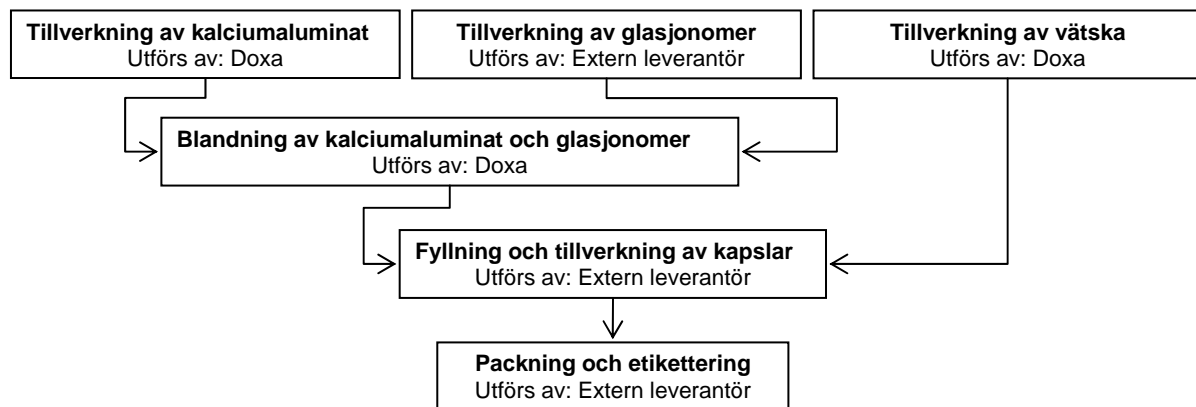 Tillverkning av kalciumaluminat
Utförs av: Doxa
Tillverkning av glasjonomer
Utförs av: Extern leverantör
Tillverkning av vätska
Utförs av: Doxa
Blandning av kalciumaluminat och glasjonomer
Utförs av: Doxa
Fyllning och tillverkning av kapslar
Utförs av: Extern leverantör
Packning och etikettering
Utförs av: Extern leverantör